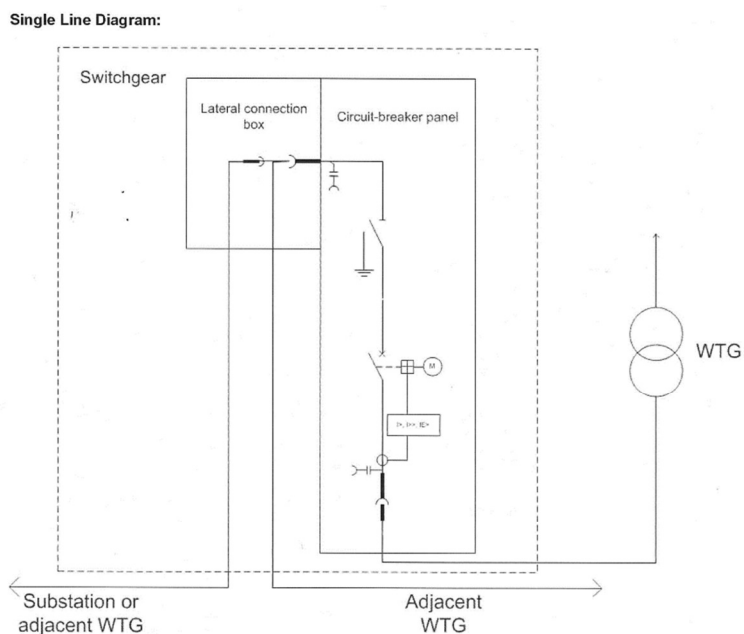 Single Line Diagram:
Switchgear
Lateral connection
box
Circuit-breaker panel
M
I>, I>>, IE>
WTG
Substation or
adjacent WTG
Adjacent
WTG